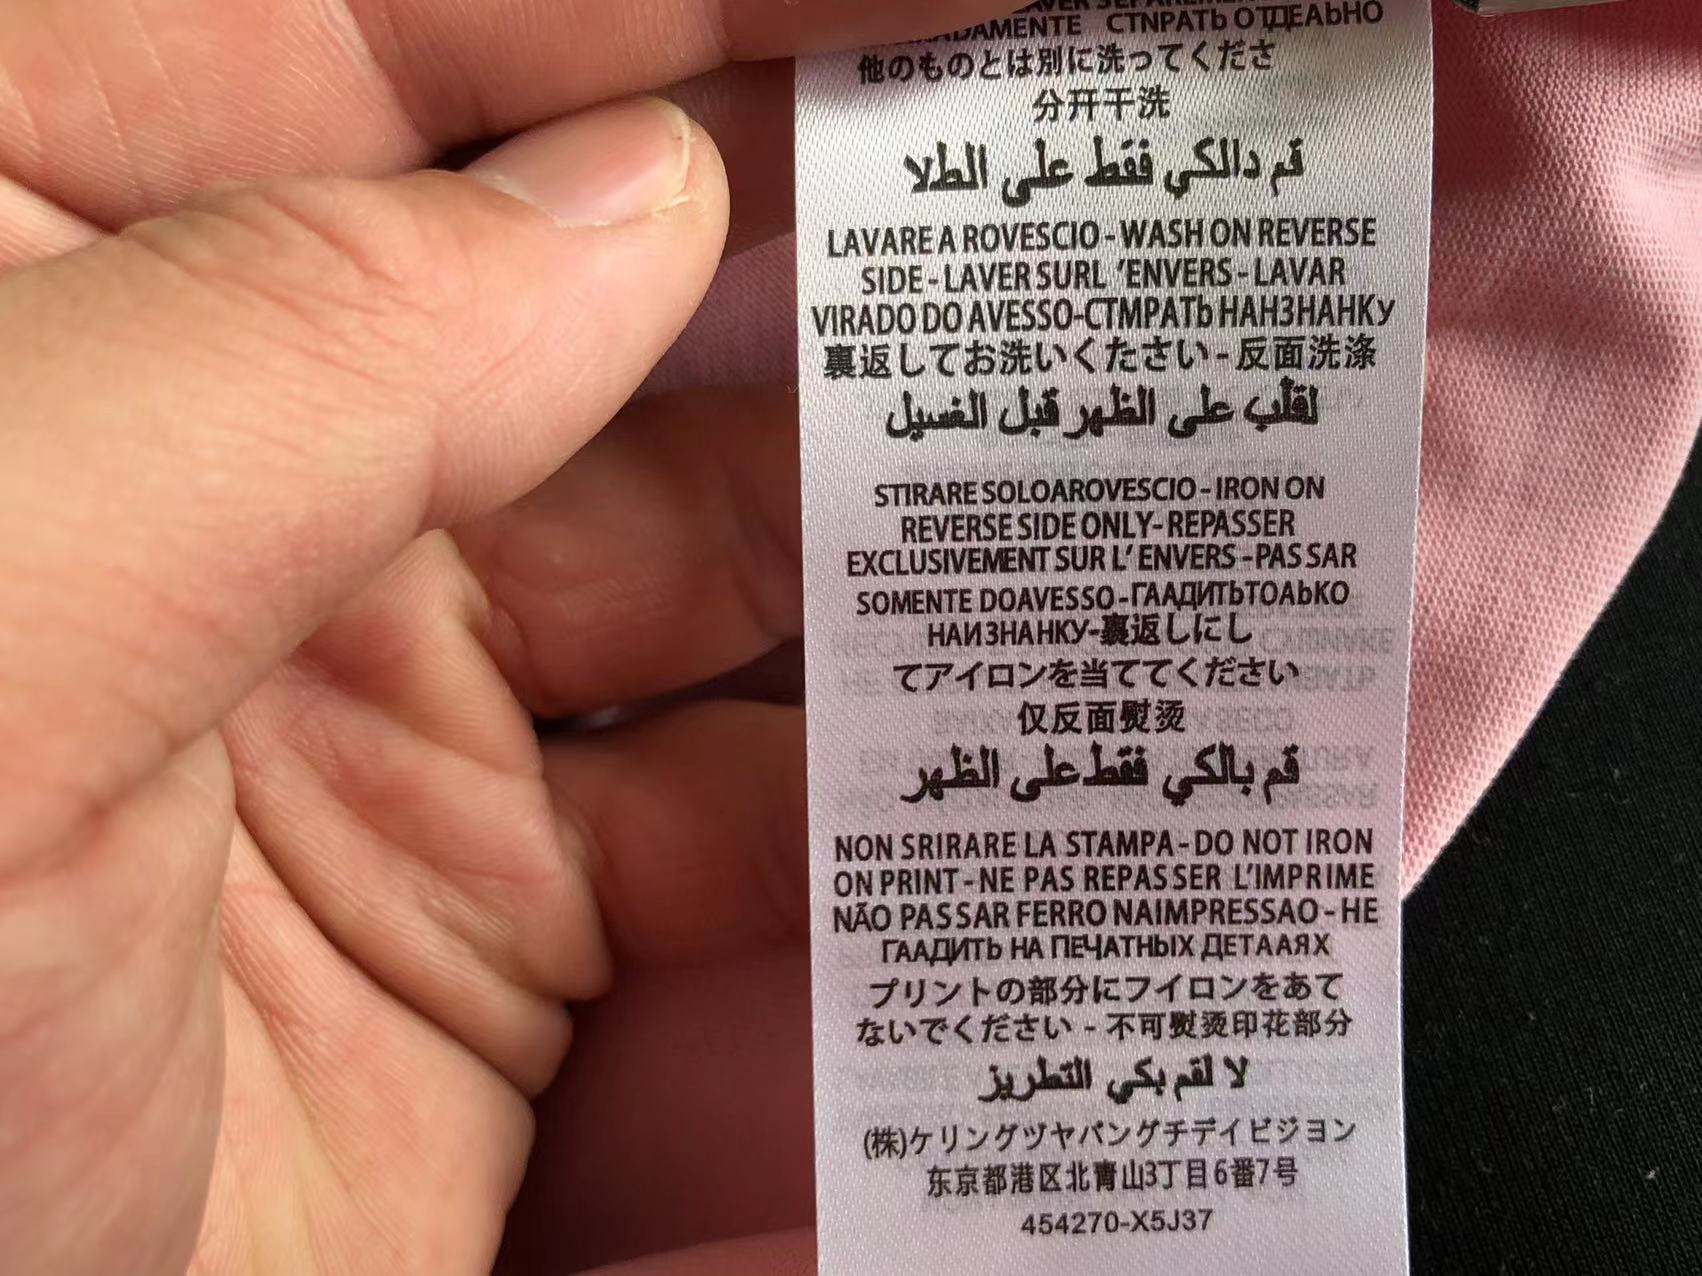 ADAMENTE СТNРАТЬ ОТДЕАЬНО
他のものとは別に洗ってくださ
分开干洗
قم دالكي فقط على الطلا
LAVARE A ROVESCIO - WASH ON REVERSE
SIDE - LAVER SURL 'ENVERS - LAVAR
VIRADO DO AVESSO-СТМРАТЬ НАНЗНАНКу
裏返してお洗いくたさい - 反面洗涤
لقلّب على الظهر قبل الغسيل
STIRARE SOLOAROVESCIO - IRON ON
REVERSE SIDE ONLY- REPASSER
EXCLUSIVEMENT SUR L' ENVERS -PAS SAR
SOMENTE DOAVESSO -ГААДИТЬТОАЬКО
НАИЗНАНКУ-裏返しにし
てアイロンを当ててください
仅反面熨烫
قم بالكي فقط على الظهر
NON SRIRARE LA STAMPA - DO NOT IRON
ON PRINT - NE PAS REPASSER L'IMPRIME
NÃO PASSAR FERRO NAIMPRESSAO - НЕ
ГААДИТЬ НА ПЕЧАТНЫХ ДЕТААЯХ
プリントの部分にフイロンをあて
ないでください - 不可熨烫印花部分
لا لقم بكي التطريز
(株)ケリングヅヤパングチデイビジヨン
东京都港区北青山3丁目6番7号
454270-X5J37